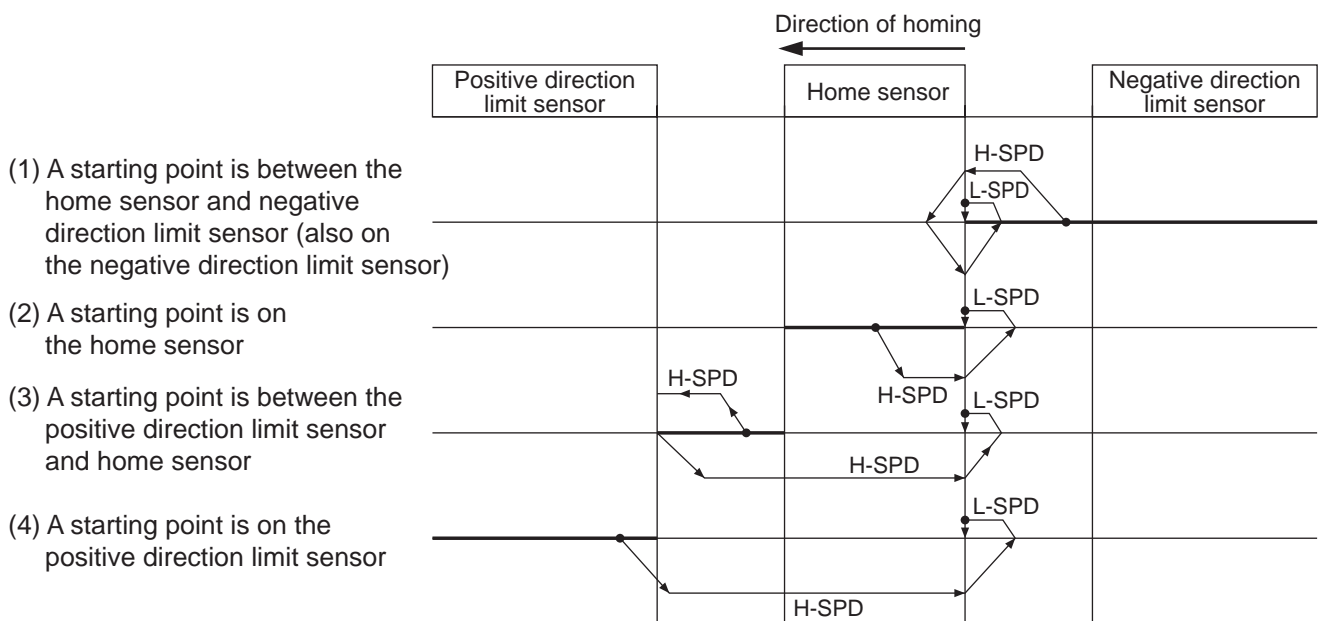 Direction of homing
Positive direction
limit sensor
Home sensor
Negative direction
limit sensor
(1) A starting point is between the
home sensor and negative
direction limit sensor (also on
the negative direction limit sensor)
H-SPD
L-SPD
(2) A starting point is on
the home sensor
L-SPD
H-SPD
(3) A starting point is between the
positive direction limit sensor
and home sensor
H-SPD
L-SPD
H-SPD
(4) A starting point is on the
positive direction limit sensor
L-SPD
H-SPD